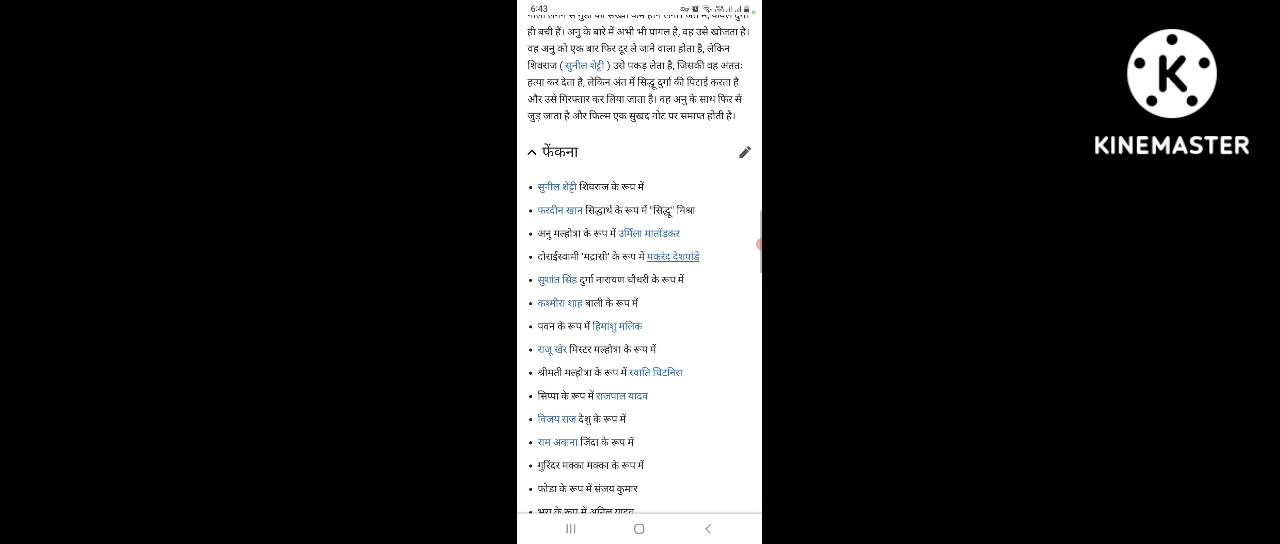 6:43
ही बची हैं। अनु के बारे में अभी भी पागल है, वह उसे खोजता है।
वह अनु को एक बार फिर दूर ले जाने वाला होता है, लेकिन
शिवराज ( सुनील शेट्टी ) उसे पकड़ लेता है, जिसकी वह अंततः
हत्या कर देता है, लेकिन अंत में सिद्धू दुर्गा की पिटाई करता है
और उसे गिरफ्तार कर लिया जाता है। वह अनु के साथ फिर से
जुड़ जाता है और फिल्म एक सुखद नोट पर समाप्त होती है।
फेंकना
सुनील शेट्टी शिवराज के रूप में
फरदीन खान सिद्धार्थ के रूप में "सिद्धू" मिश्रा
अनु मल्होत्रा के रूप में उर्मिला मातोंडकर
दोराईस्वामी 'मद्रासी' के रूप में मकरंद देशपांडे
सुशांत सिंह दुर्गा नारायण चौधरी के रूप में
कश्मीरा शाह बाली के रूप में
पवन के रूप में हिमांशु मलिक
राजू खेर मिस्टर मल्होत्रा के रूप में
श्रीमती मल्होत्रा के रूप में स्वाति चिटनिस
सिप्पा के रूप में राजपाल यादव
विजय राज देशु के रूप में
राम अवाना जिंदा के रूप में
गुरिंदर मक्का मक्का के रूप में
फोडा के रूप में संजय कुमार
के रूप में अनिल यादव
K
KINEMASTER